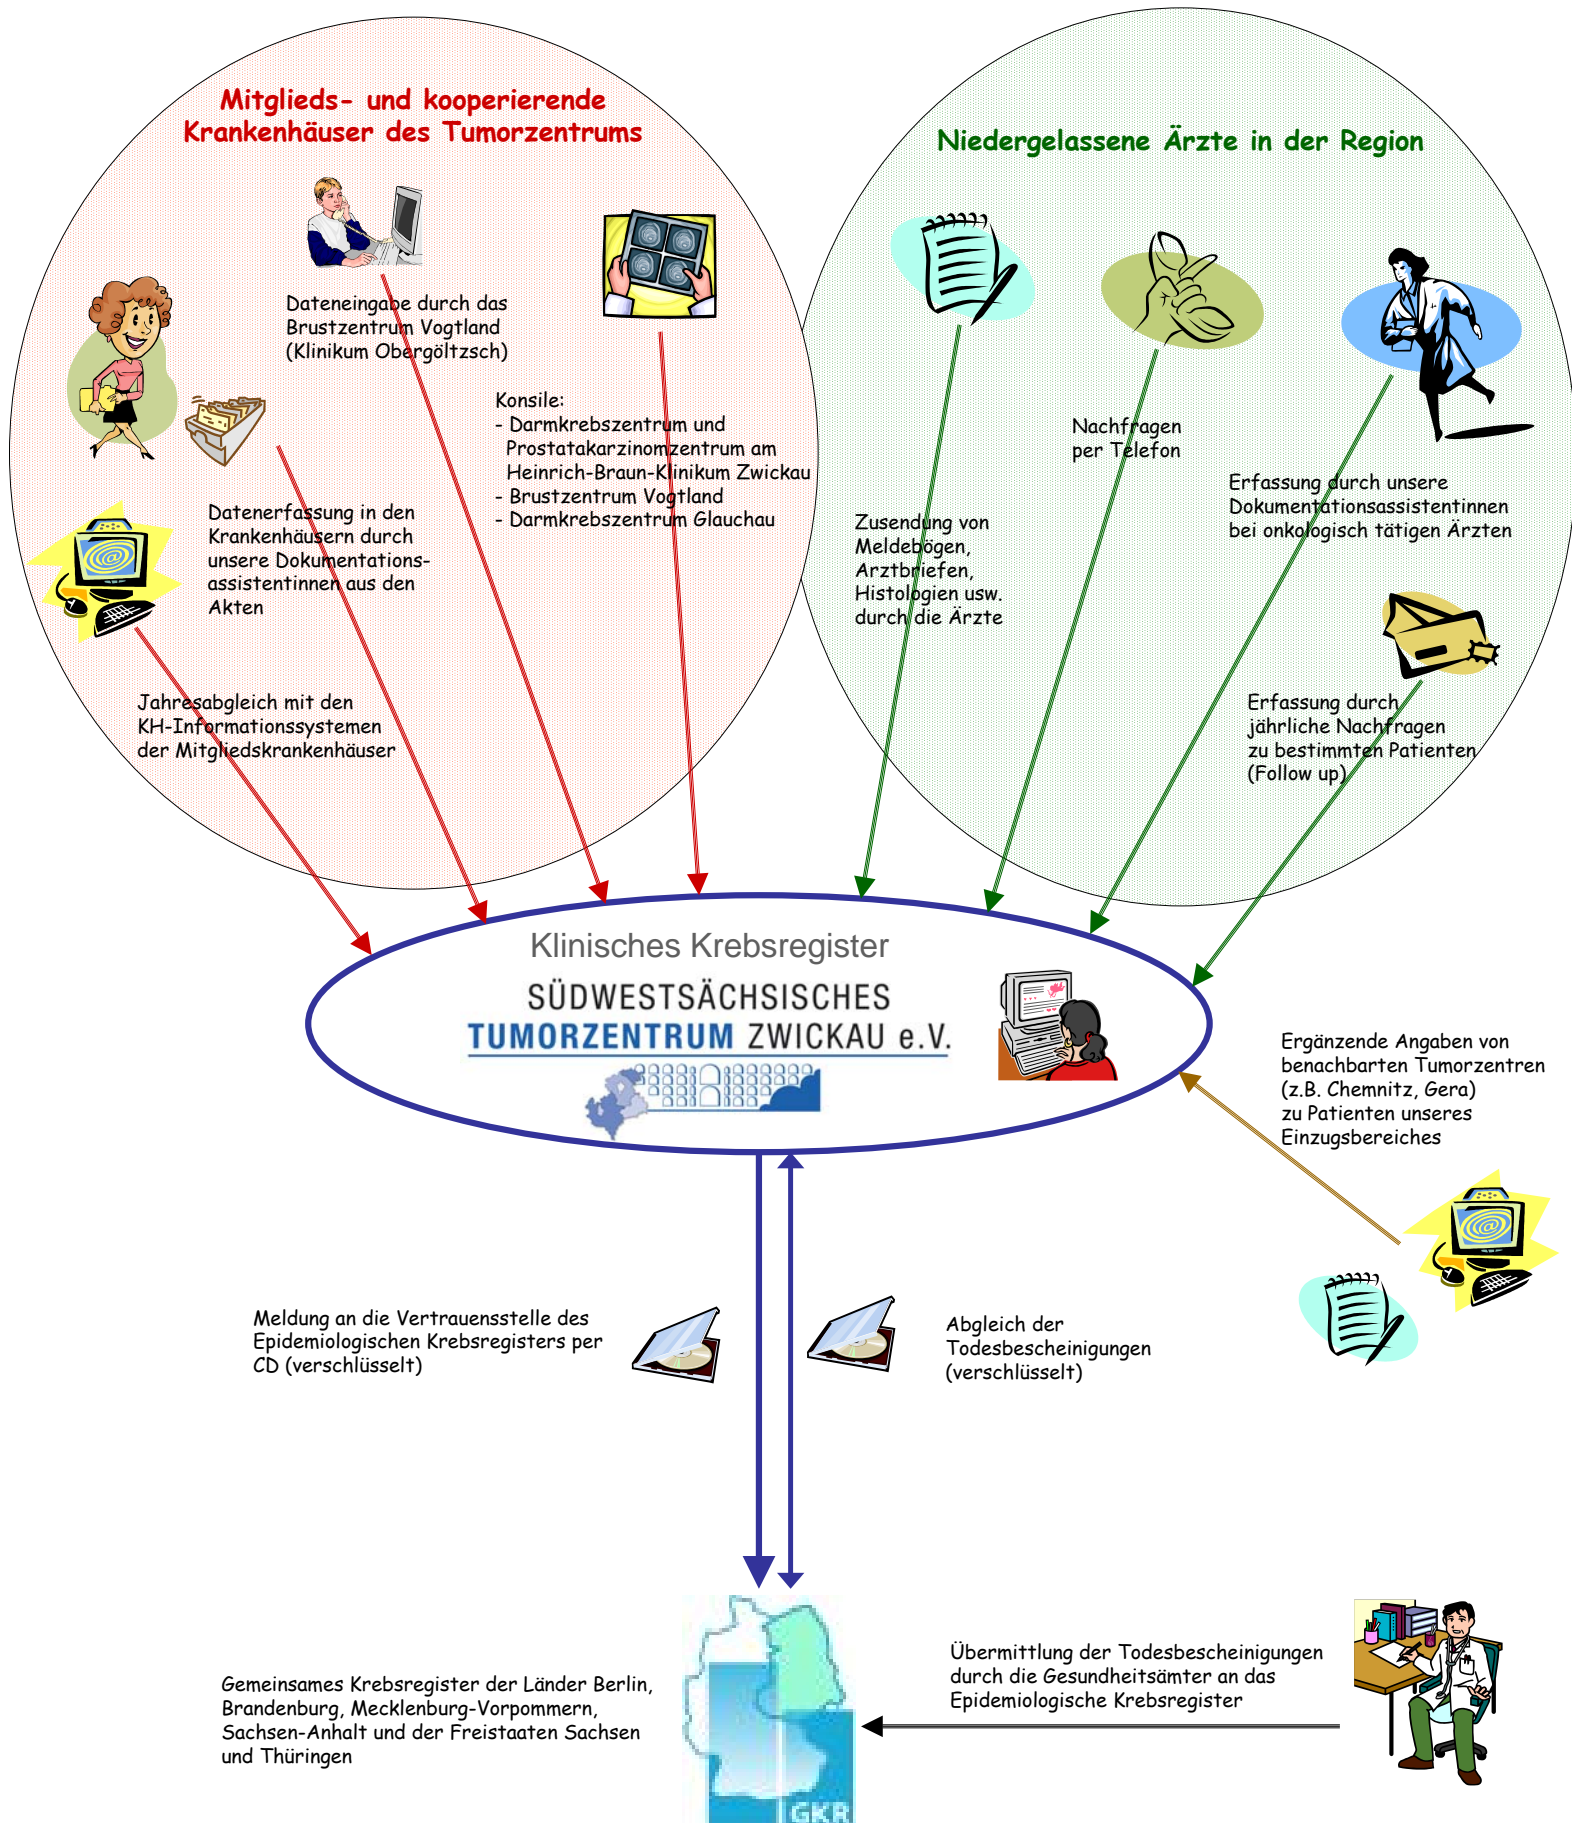 Mitglieds- und kooperierende
Krankenhäuser des Tumorzentrums
Dateneingabe durch das
Brustzentrum Vogtland
(Klinikum Obergöltzsch)
Konsile:
- Darmkrebszentrum und
Prostatakarzinomzentrum am
Heinrich-Braun-Klinikum Zwickau
- Brustzentrum Vogtland
- Darmkrebszentrum Glauchau
Datenerfassung in den
Krankenhäusern durch
unsere Dokumentations-
assistentinnen aus den
Akten
Jahresabgleich mit den
KH-Informationssystemen
der Mitgliedskrankenhäuser
Niedergelassene Ärzte in der Region
Zusendung von
Meldebögen,
Arztbriefen,
Histologien usw.
durch die Ärzte
Nachfragen
per Telefon
Erfassung durch unsere
Dokumentationsassistentinnen
bei onkologisch tätigen Ärzten
Erfassung durch
jährliche Nachfragen
zu bestimmten Patienten
(Follow up)
Klinisches Krebsregister
SÜDWESTSÄCHSISCHES
TUMORZENTRUM ZWICKAU e.V.
Ergänzende Angaben von
benachbarten Tumorzentren
(z.B. Chemnitz, Gera)
zu Patienten unseres
Einzugsbereiches
Meldung an die Vertrauensstelle des
Epidemiologischen Krebsregisters per
CD (verschlüsselt)
Abgleich der
Todesbescheinigungen
(verschlüsselt)
Gemeinsames Krebsregister der Länder Berlin,
Brandenburg, Mecklenburg-Vorpommern,
Sachsen-Anhalt und der Freistaaten Sachsen
und Thüringen
GKR
Übermittlung der Todesbescheinigungen
durch die Gesundheitsämter an das
Epidemiologische Krebsregister